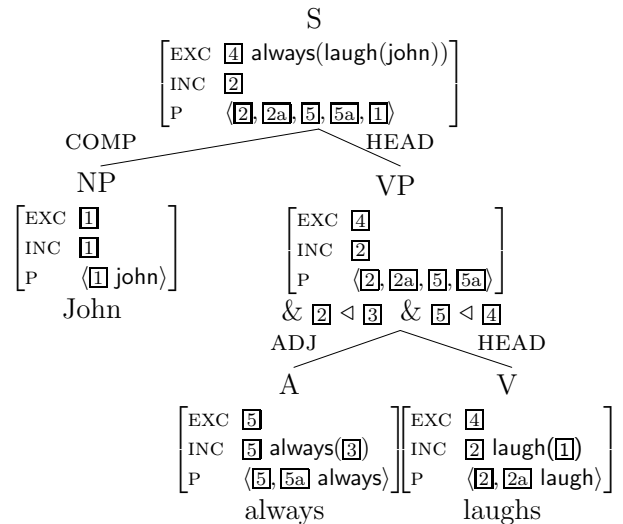 S
EXC 4 always(laugh(john))
INC 2
P ⟨2, 2a, 5, 5a, 1⟩
COMP HEAD
NP VP
EXC 1 EXC 4
INC 1 INC 2
P ⟨1 john⟩ P ⟨2, 2a, 5, 5a⟩
John & 2 ◁ 3 & 5 ◁ 4
ADJ HEAD
A V
EXC 5 EXC 4
INC 5 always(3) INC 2 laugh(1)
P ⟨5, 5a always⟩ P ⟨2, 2a laugh⟩
always laughs